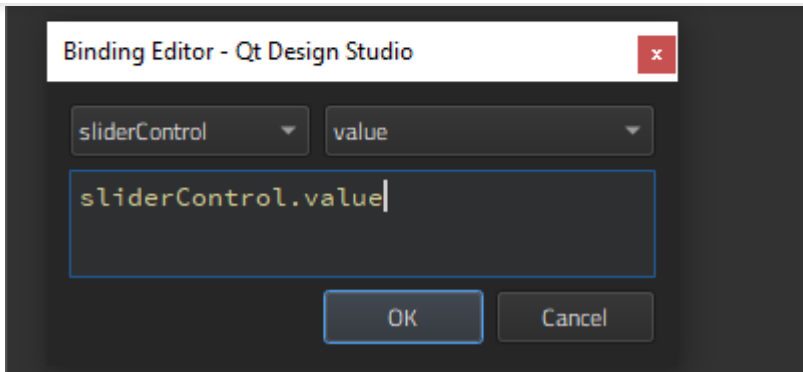 Binding Editor - Qt Design Studio
x
sliderControl value
sliderControl.value
OK Cancel